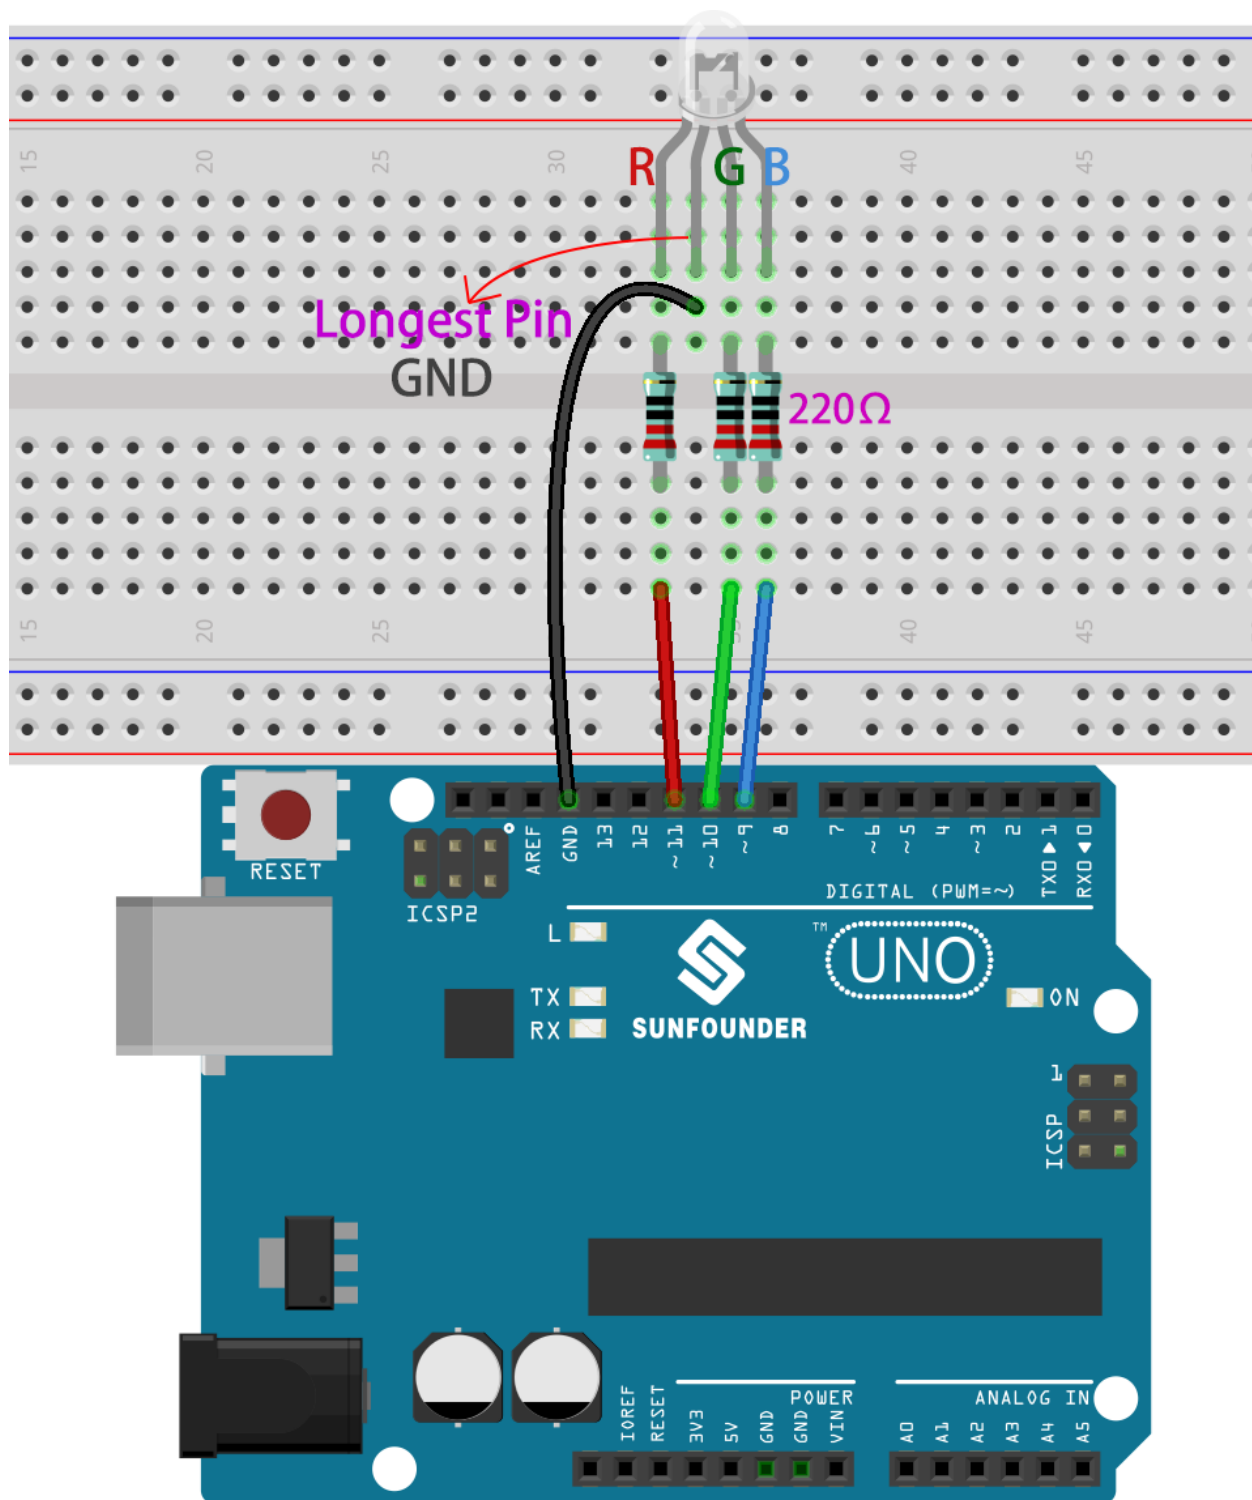 15 20 25 30 40 45
R G B
Longest Pin
GND
220Ω
15 20 25 35 40 45
RESET
ICSP2
AREF GND 13 12 ~11 ~10 ~9 8 7 ~6 ~5 4 ~3 2 TX0▶1 RX0◀0
DIGITAL (PWM=~)
L
TX
RX
SUNFOUNDER
UNO
TM
ON
1
ICSP
POWER
ANALOG IN
IOREF RESET 3V3 5V GND GND VIN A0 A1 A2 A3 A4 A5